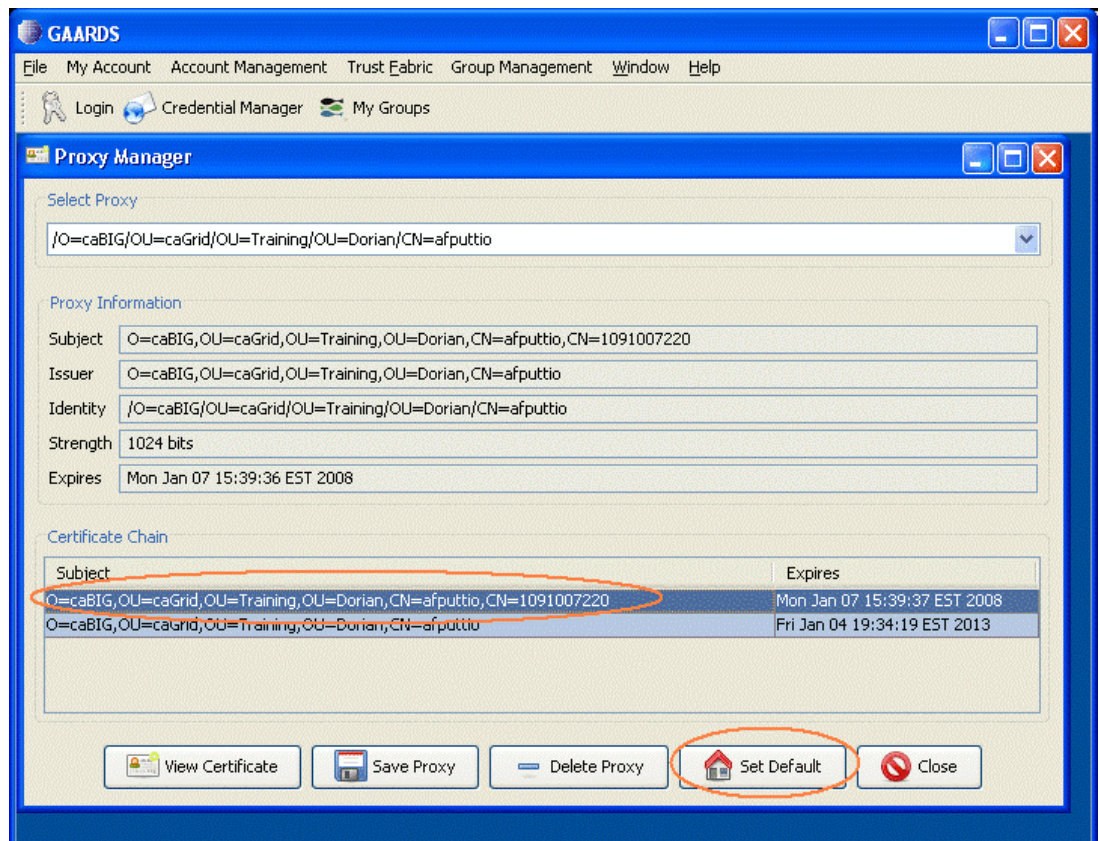 GAARDS
File My Account Account Management Trust Fabric Group Management Window Help
Login Credential Manager My Groups
Proxy Manager
Select Proxy
/O=caBIG/OU=caGrid/OU=Training/OU=Dorian/CN=afputtio
Proxy Information
Subject O=caBIG,OU=caGrid,OU=Training,OU=Dorian,CN=afputtio,CN=1091007220
Issuer O=caBIG,OU=caGrid,OU=Training,OU=Dorian,CN=afputtio
Identity /O=caBIG/OU=caGrid/OU=Training/OU=Dorian/CN=afputtio
Strength 1024 bits
Expires Mon Jan 07 15:39:36 EST 2008
Certificate Chain
Subject Expires
O=caBIG,OU=caGrid,OU=Training,OU=Dorian,CN=afputtio,CN=1091007220 Mon Jan 07 15:39:37 EST 2008
O=caBIG,OU=caGrid,OU=Training,OU=Dorian,CN=afputtio Fri Jan 04 19:34:19 EST 2013
View Certificate Save Proxy Delete Proxy Set Default Close